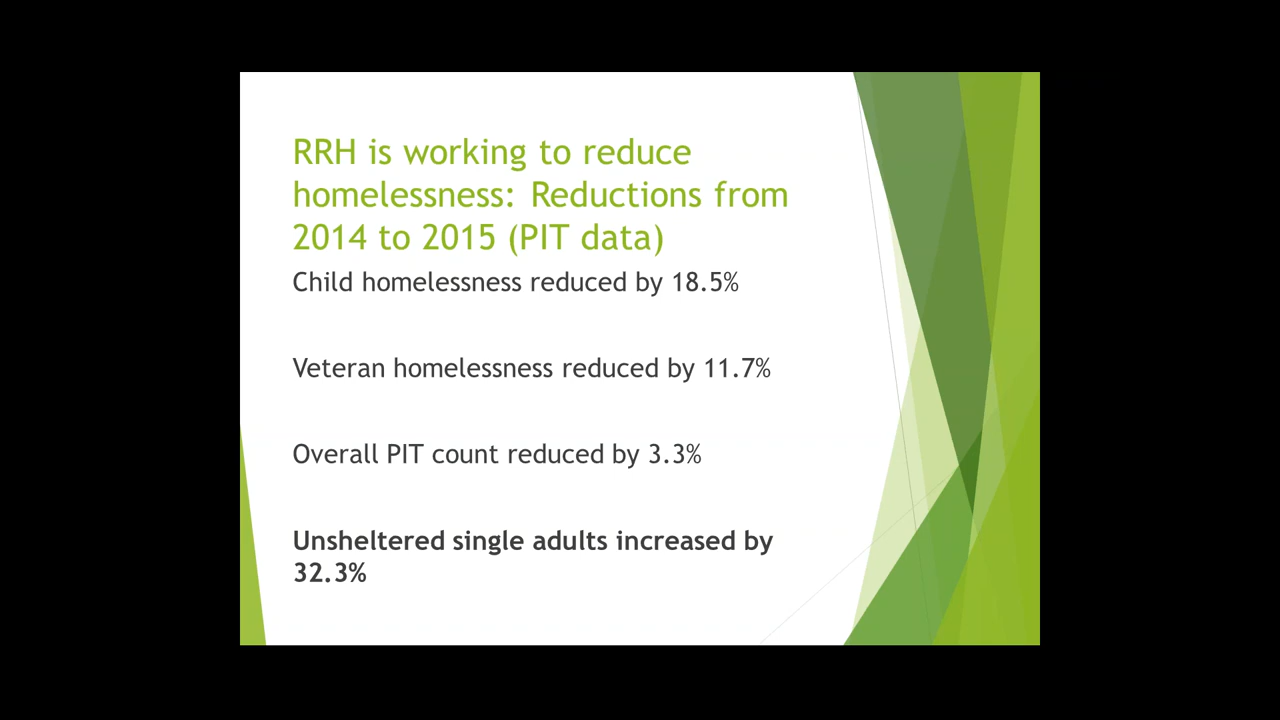 RRH is working to reduce
homelessness: Reductions from
2014 to 2015 (PIT data)
Child homelessness reduced by 18.5%
Veteran homelessness reduced by 11.7%
Overall PIT count reduced by 3.3%
Unsheltered single adults increased by
32.3%